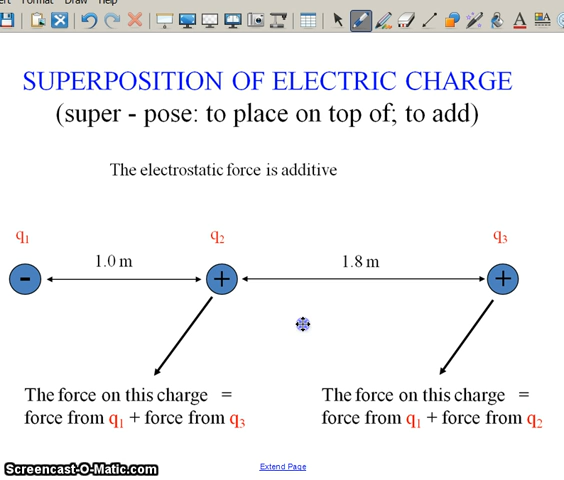 Format Draw Help
SUPERPOSITION OF ELECTRIC CHARGE
(super - pose: to place on top of; to add)
The electrostatic force is additive
q1 q2 q3
1.0 m 1.8 m
- + +
The force on this charge =
force from q1 + force from q3
The force on this charge =
force from q1 + force from q2
Screencast-O-Matic.com
Extend Page